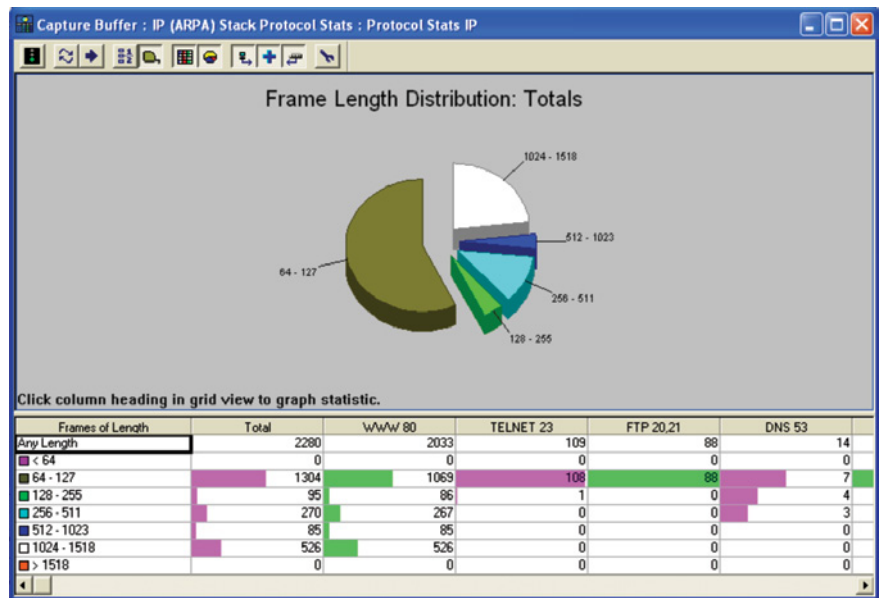 Capture Buffer : IP (ARPA) Stack Protocol Stats : Protocol Stats IP
Frame Length Distribution: Totals
1024 - 1518
512 - 1023
64 - 127
256 - 511
128 - 255
Click column heading in grid view to graph statistic.
Frames of Length Total WWW 80 TELNET 23 FTP 20,21 DNS 53
Any Length 2280 2033 109 88 14
< 64 0 0 0 0 0
64 - 127 1304 1069 108 88 7
128 - 255 95 86 1 0 4
256 - 511 270 267 0 0 3
512 - 1023 85 85 0 0 0
1024 - 1518 526 526 0 0 0
> 1518 0 0 0 0 0